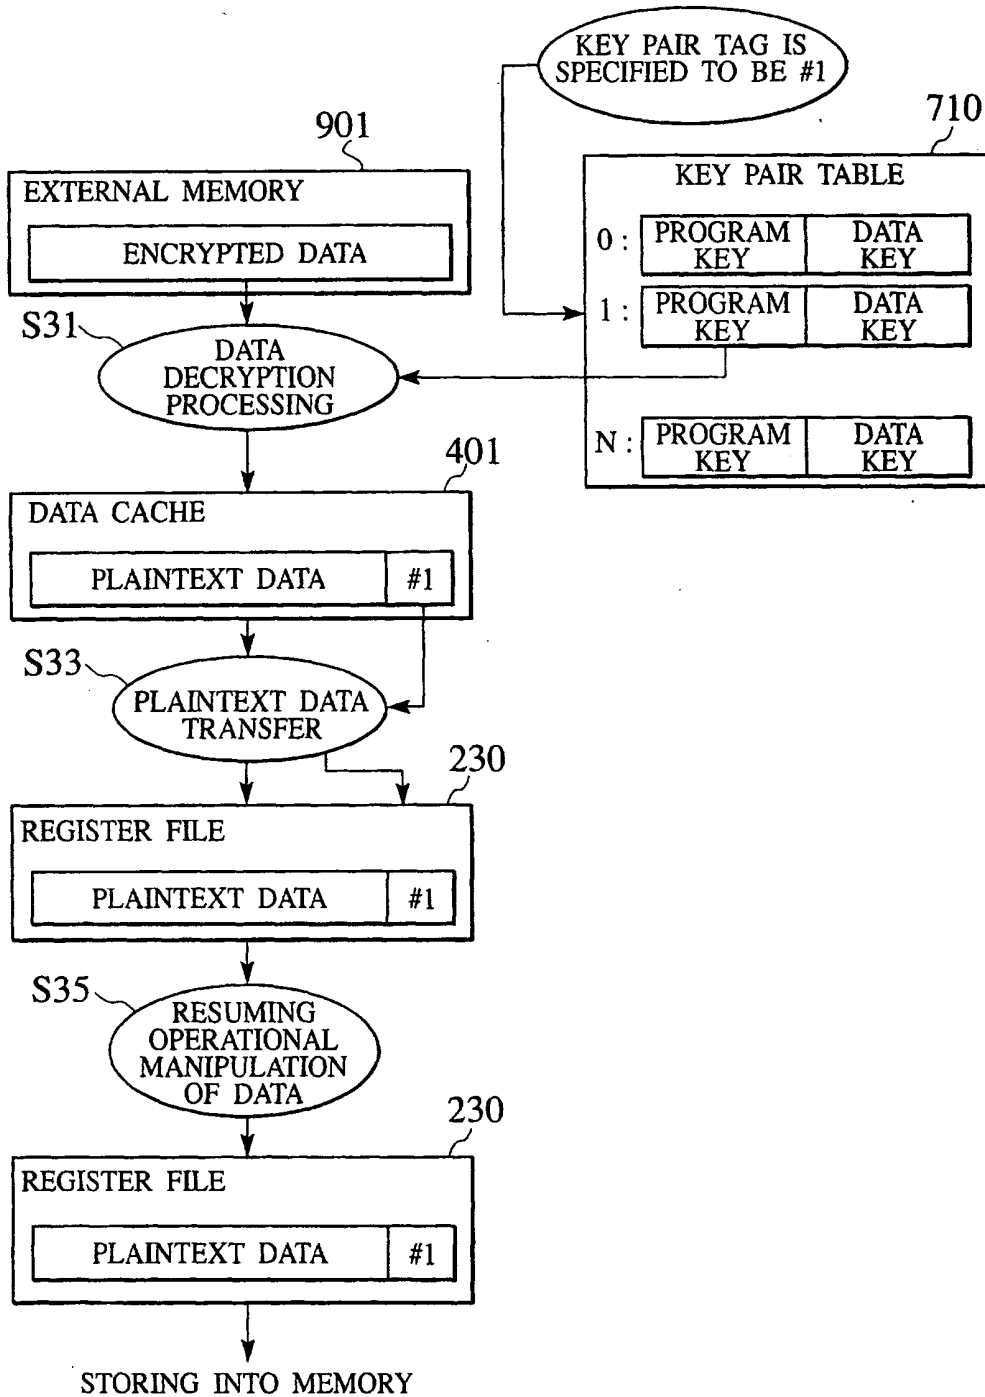 KEY PAIR TAG IS
SPECIFIED TO BE #1
710
KEY PAIR TABLE
0 : PROGRAM KEY DATA KEY
1 : PROGRAM KEY DATA KEY
N : PROGRAM KEY DATA KEY
901
EXTERNAL MEMORY
ENCRYPTED DATA
S31
DATA
DECRYPTION
PROCESSING
401
DATA CACHE
PLAINTEXT DATA #1
S33
PLAINTEXT DATA
TRANSFER
230
REGISTER FILE
PLAINTEXT DATA #1
S35
RESUMING
OPERATIONAL
MANIPULATION
OF DATA
230
REGISTER FILE
PLAINTEXT DATA #1
STORING INTO MEMORY